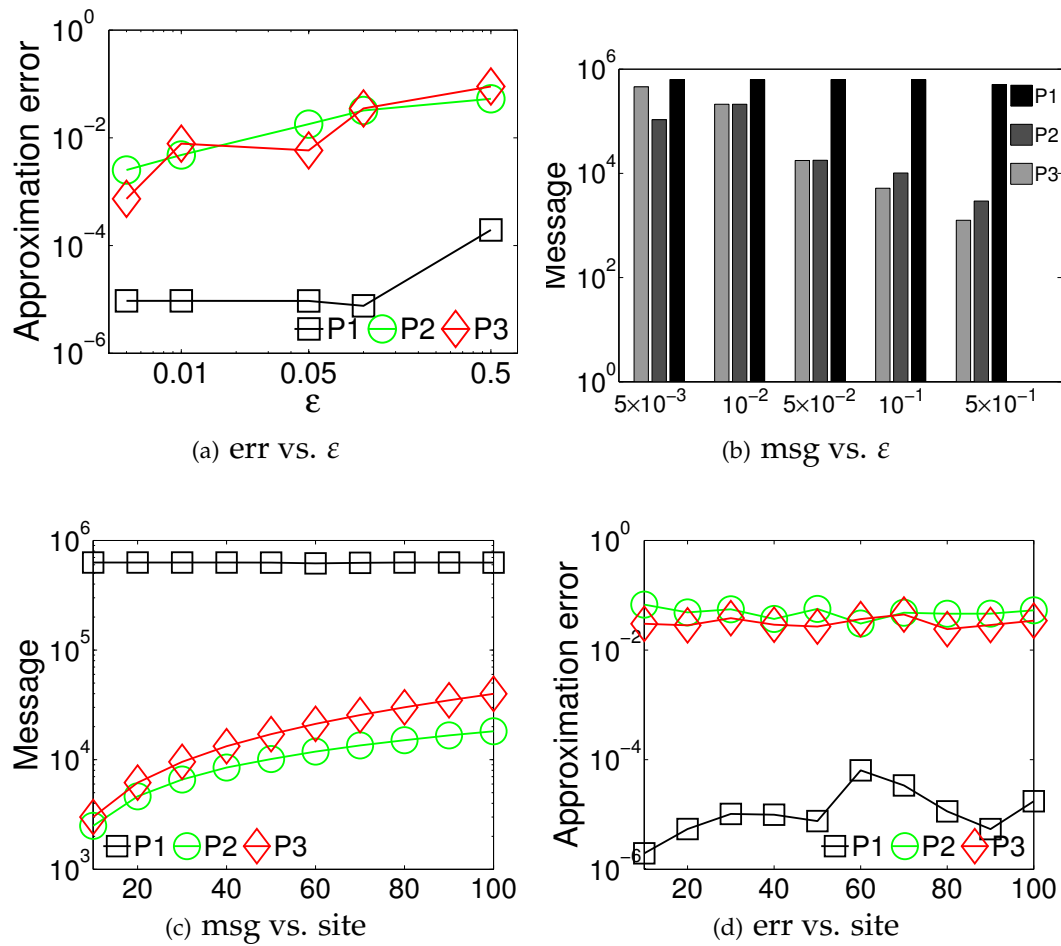 Approximation error
10^0
10^−2
10^−4
10^−6
P1 P2 P3
0.01 0.05 0.5
ε
(a) err vs. ε
Message
10^6
10^4
10^2
10^0
P1
P2
P3
5×10^−3 10^−2 5×10^−2 10^−1 5×10^−1
(b) msg vs. ε
Message
10^6
10^5
10^4
10^3
P1 P2 P3
20 40 60 80 100
(c) msg vs. site
Approximation error
10^0
10^−2
10^−4
10^−6
P1 P2 P3
20 40 60 80 100
(d) err vs. site